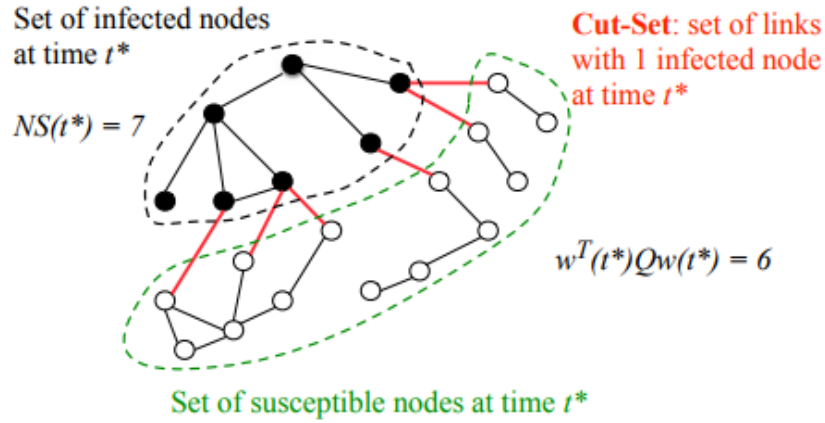 Set of infected nodes
at time t*
NS(t*) = 7
Cut-Set: set of links
with 1 infected node
at time t*
wᵀ(t*)Qw(t*) = 6
Set of susceptible nodes at time t*